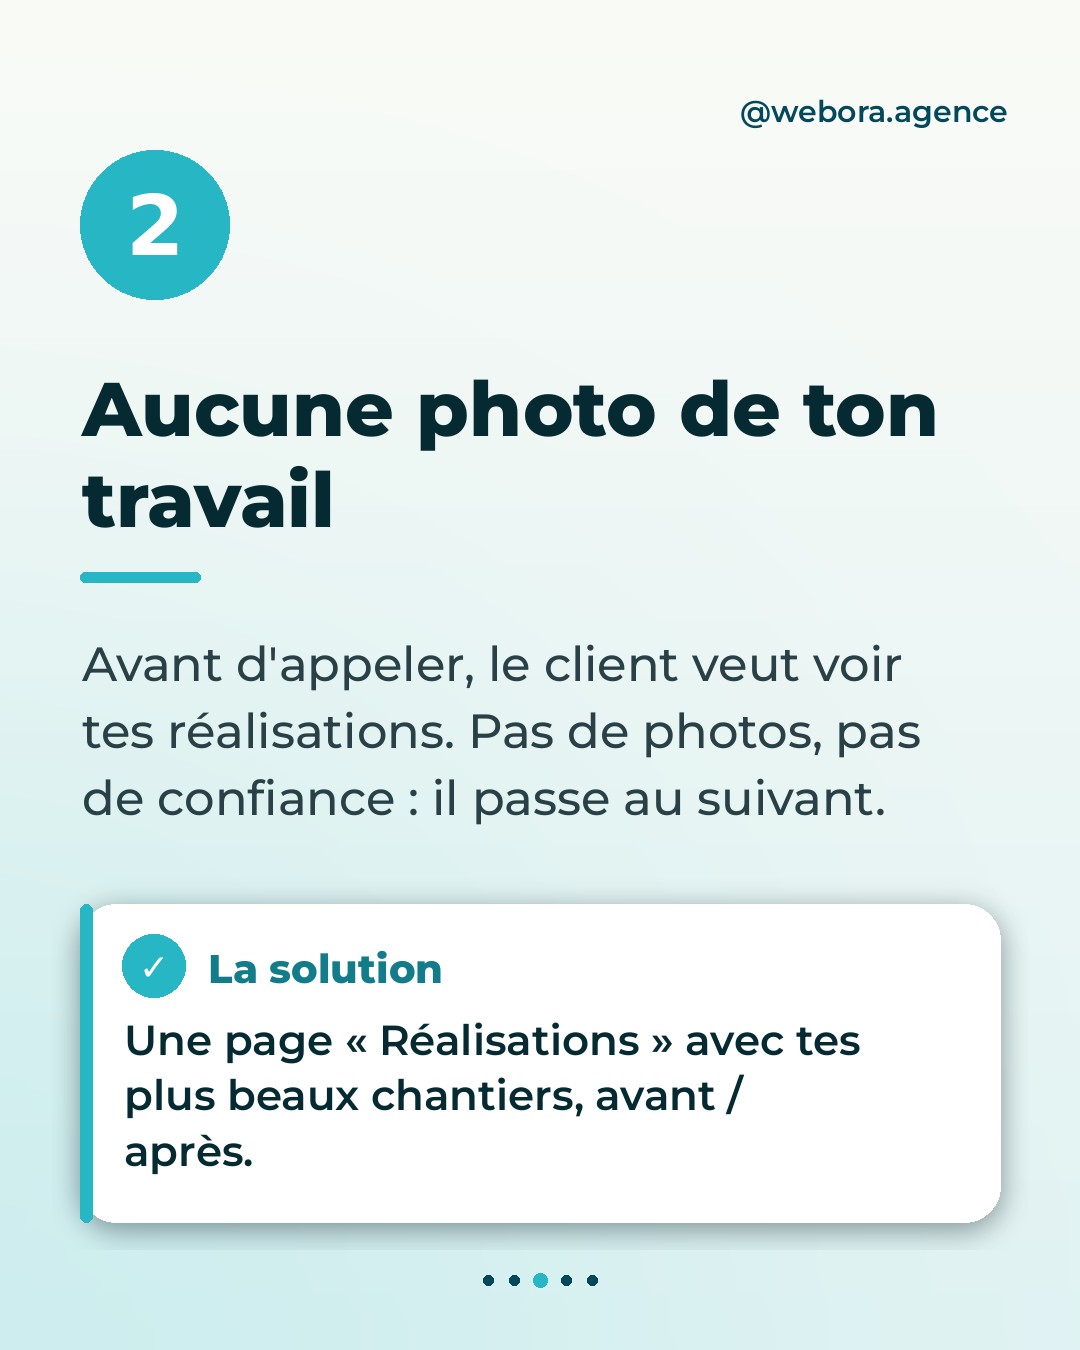 @webora.agence
2
Aucune photo de ton
travail
Avant d'appeler, le client veut voir
tes réalisations. Pas de photos, pas
de confiance : il passe au suivant.
✓ La solution
Une page « Réalisations » avec tes
plus beaux chantiers, avant /
après.